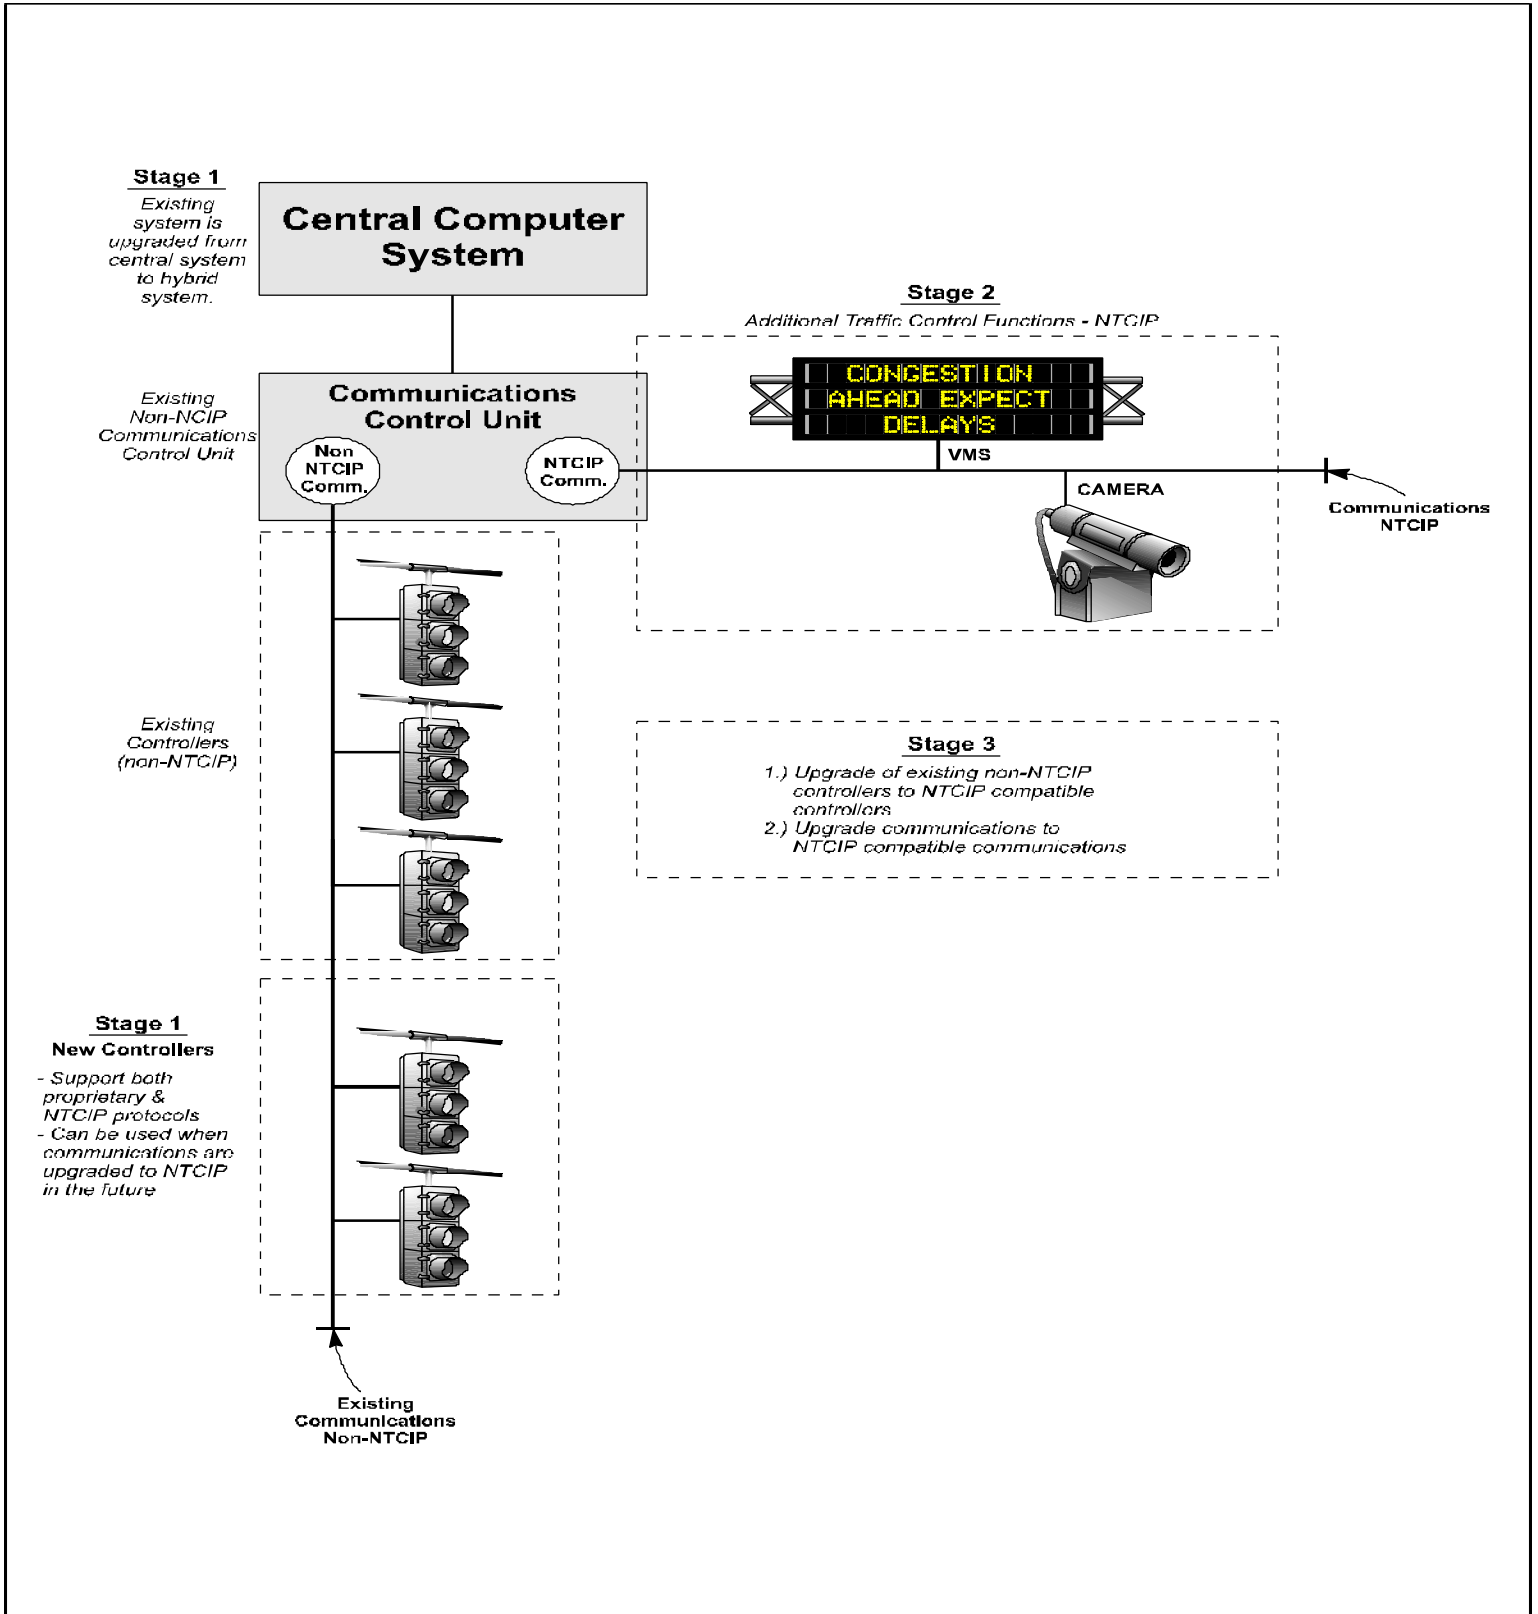 Stage 1
Existing
system is
upgraded from
central system
to hybrid
system.
Central Computer
System
Stage 2
Additional Traffic Control Functions - NTCIP
CONGESTION
AHEAD EXPECT
DELAYS
VMS
CAMERA
Communications
NTCIP
Existing
Non-NCIP
Communications
Control Unit
Communications
Control Unit
Non
NTCIP
Comm.
NTCIP
Comm.
Existing
Controllers
(non-NTCIP)
Stage 3
1.) Upgrade of existing non-NTCIP
controllers to NTCIP compatible
controllers
2.) Upgrade communications to
NTCIP compatible communications
Stage 1
New Controllers
- Support both
proprietary &
NTCIP protocols
- Can be used when
communications are
upgraded to NTCIP
in the future
Existing
Communications
Non-NTCIP